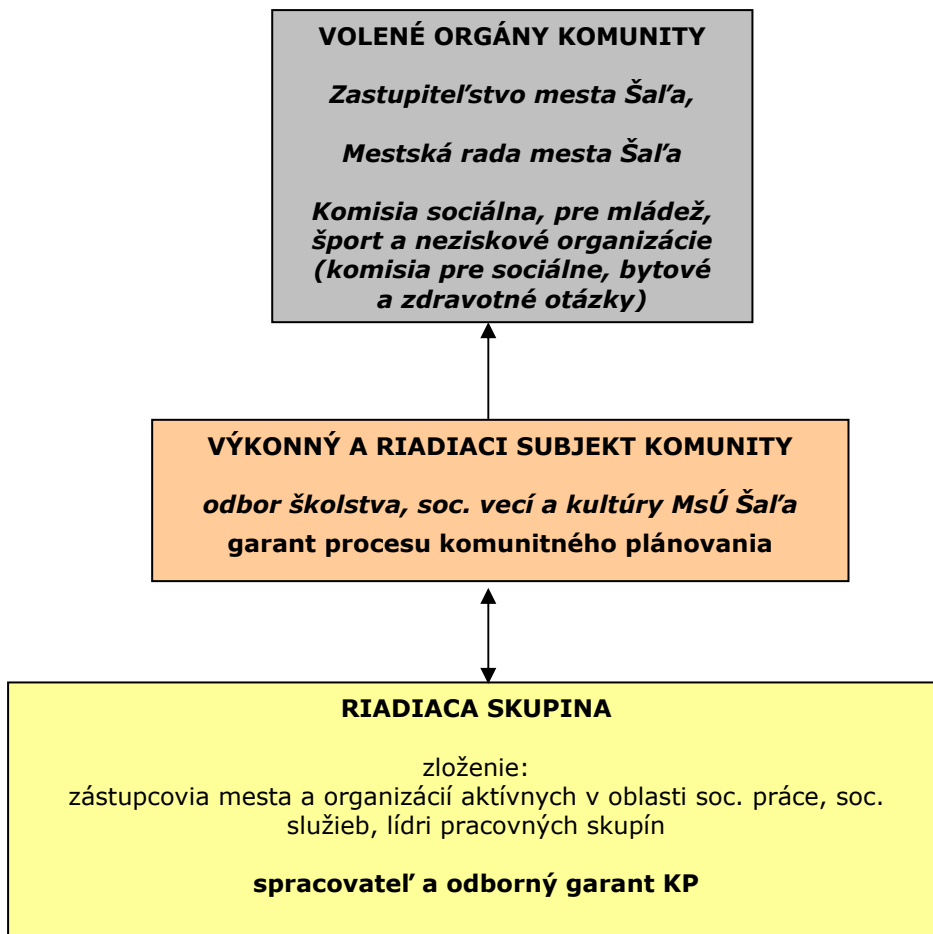 VOLENÉ ORGÁNY KOMUNITY
Zastupiteľstvo mesta Šaľa,
Mestská rada mesta Šaľa
Komisia sociálna, pre mládež,
šport a neziskové organizácie
(komisia pre sociálne, bytové
a zdravotné otázky)
VÝKONNÝ A RIADIACI SUBJEKT KOMUNITY
odbor školstva, soc. vecí a kultúry MsÚ Šaľa
garant procesu komunitného plánovania
RIADIACA SKUPINA
zloženie:
zástupcovia mesta a organizácií aktívnych v oblasti soc. práce, soc.
služieb, lídri pracovných skupín
spracovateľ a odborný garant KP